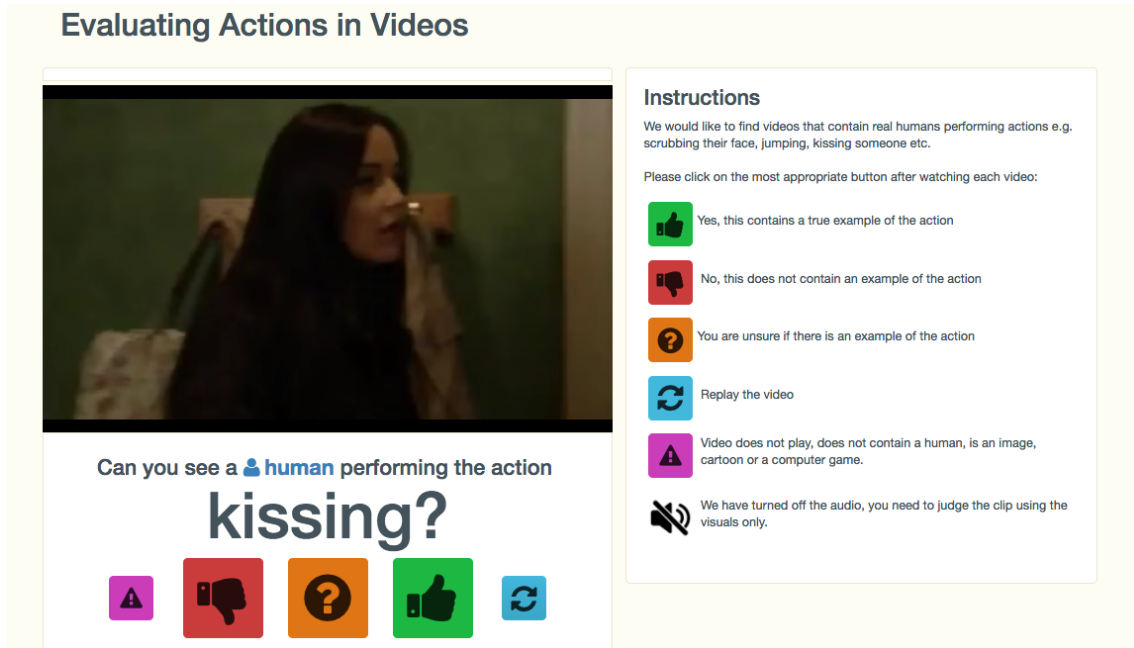 Evaluating Actions in Videos
Can you see a human performing the action
kissing?
Instructions
We would like to find videos that contain real humans performing actions e.g.
scrubbing their face, jumping, kissing someone etc.
Please click on the most appropriate button after watching each video:
Yes, this contains a true example of the action
No, this does not contain an example of the action
You are unsure if there is an example of the action
Replay the video
Video does not play, does not contain a human, is an image,
cartoon or a computer game.
We have turned off the audio, you need to judge the clip using the
visuals only.